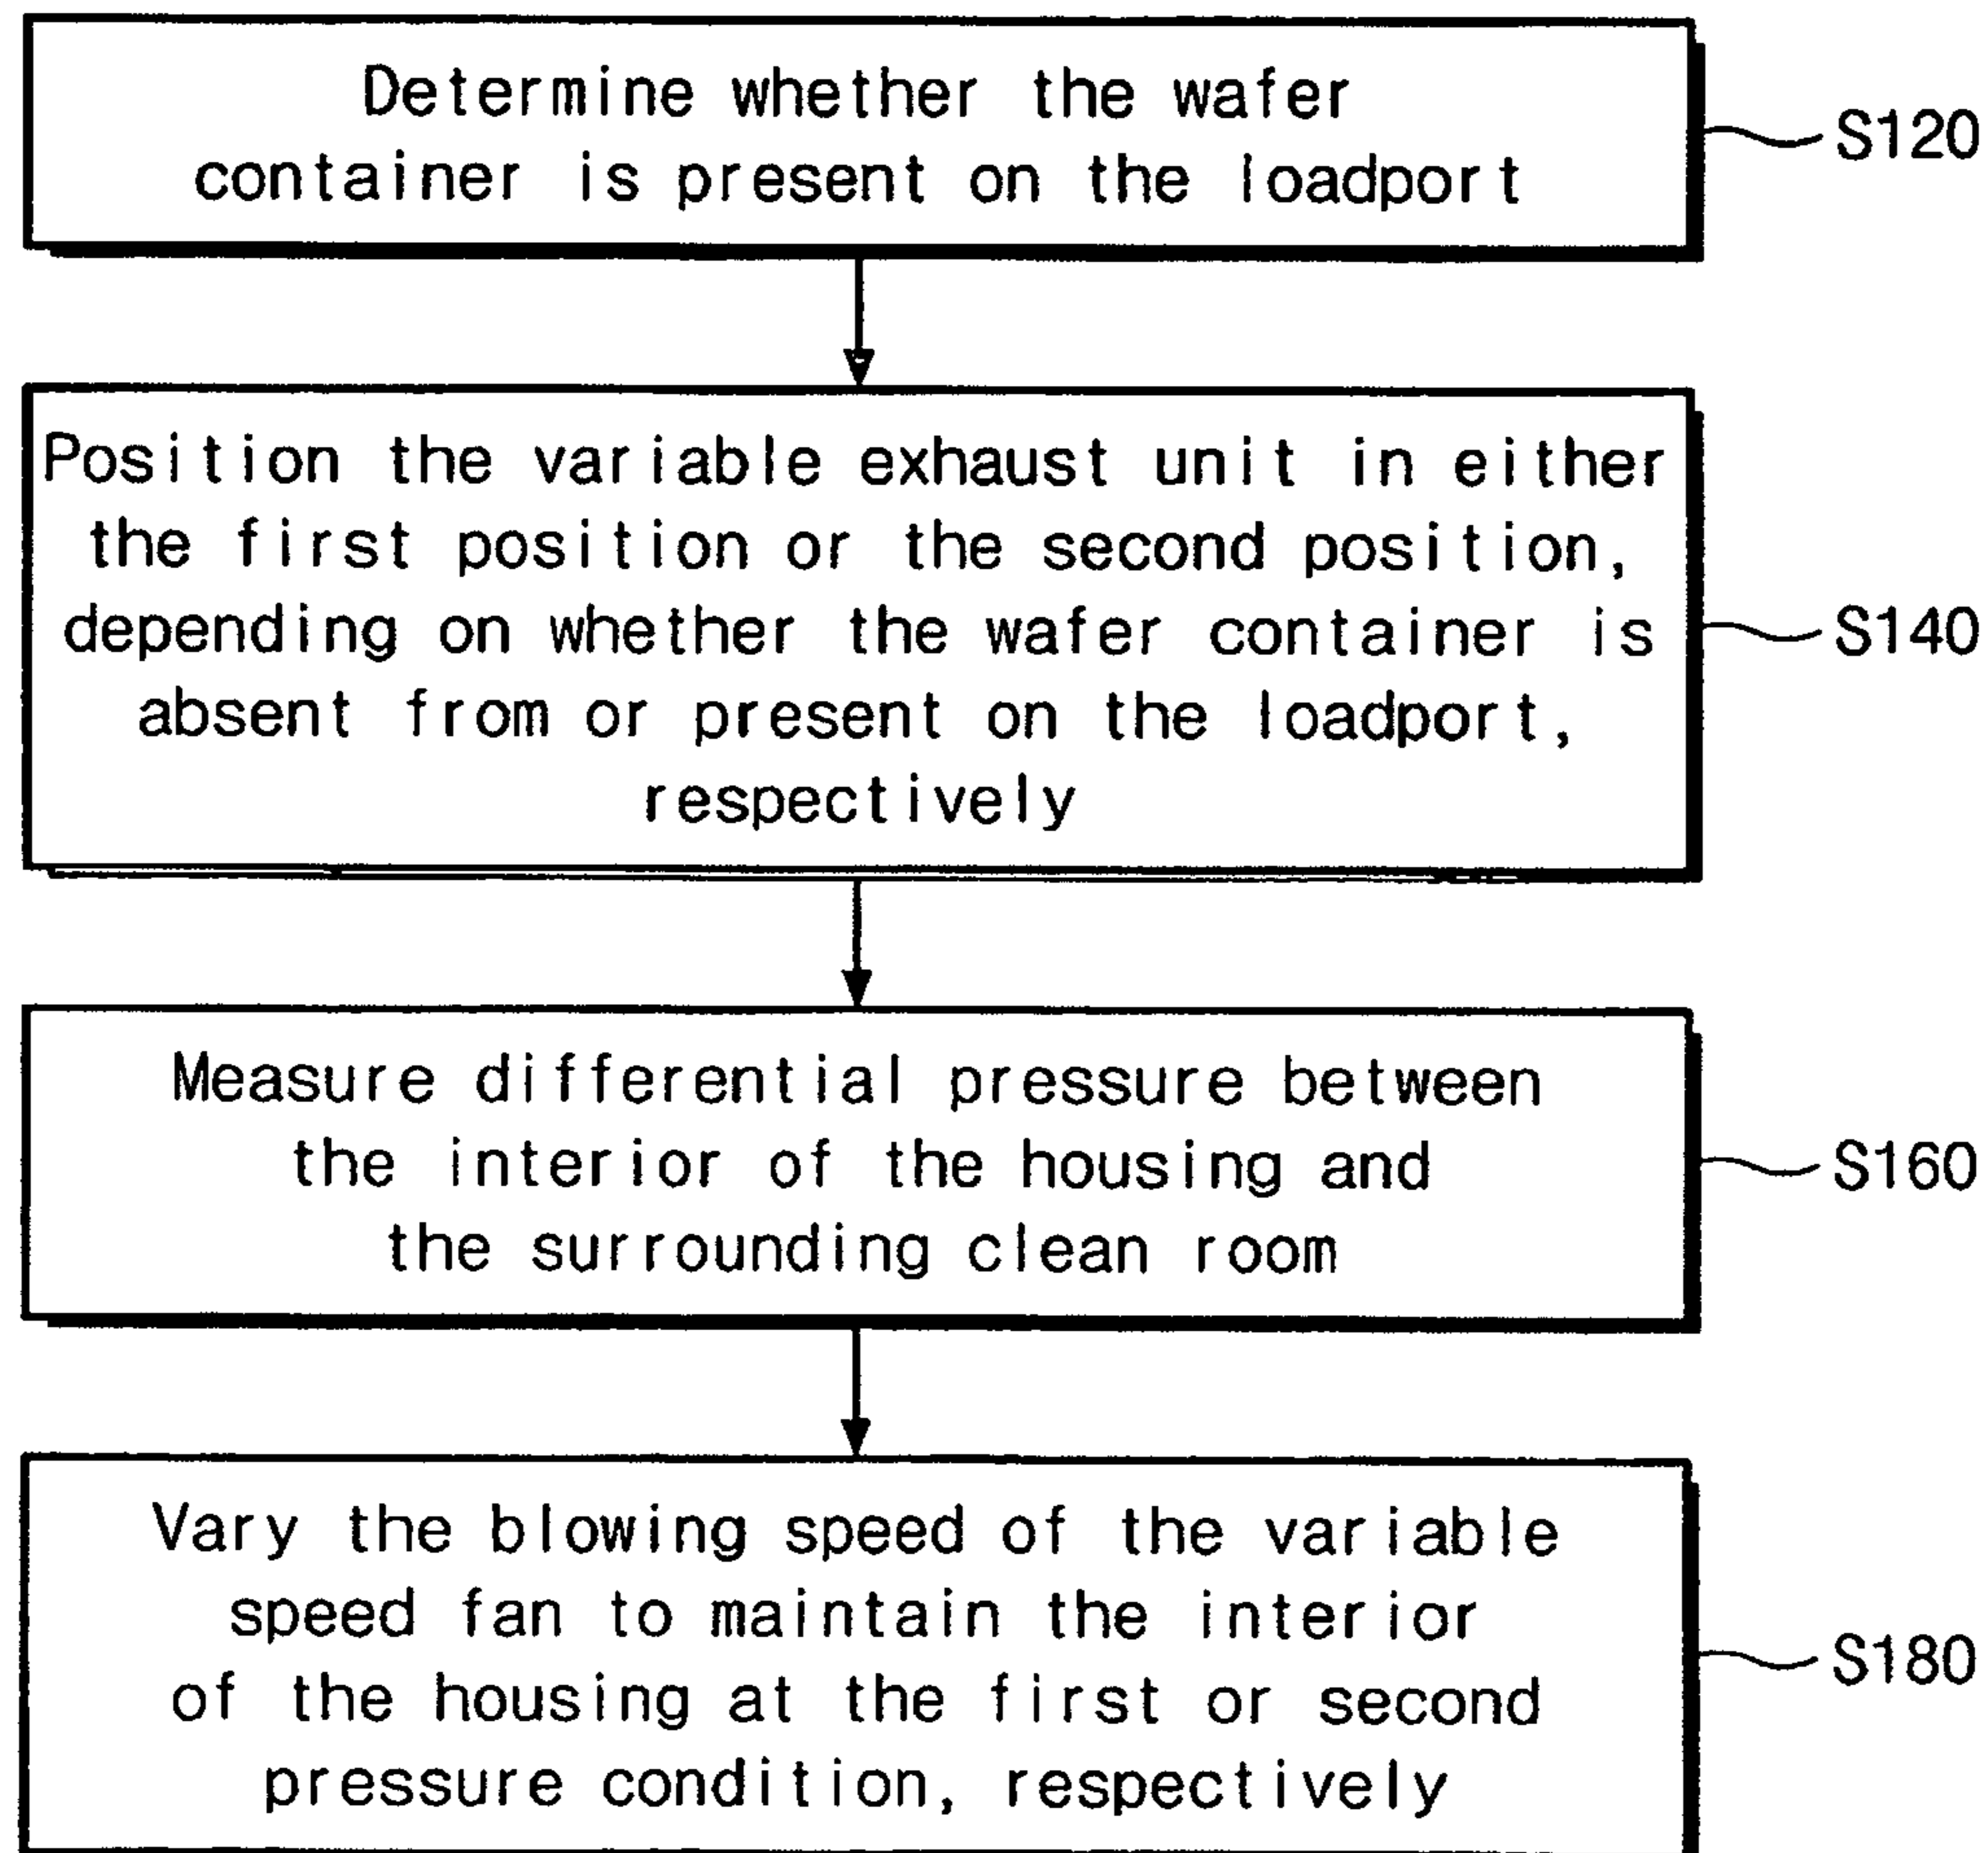 Determine whether the wafer
container is present on the loadport
S120
Position the variable exhaust unit in either
the first position or the second position,
depending on whether the wafer container is
absent from or present on the loadport,
respectively
S140
Measure differential pressure between
the interior of the housing and
the surrounding clean room
S160
Vary the blowing speed of the variable
speed fan to maintain the interior
of the housing at the first or second
pressure condition, respectively
S180